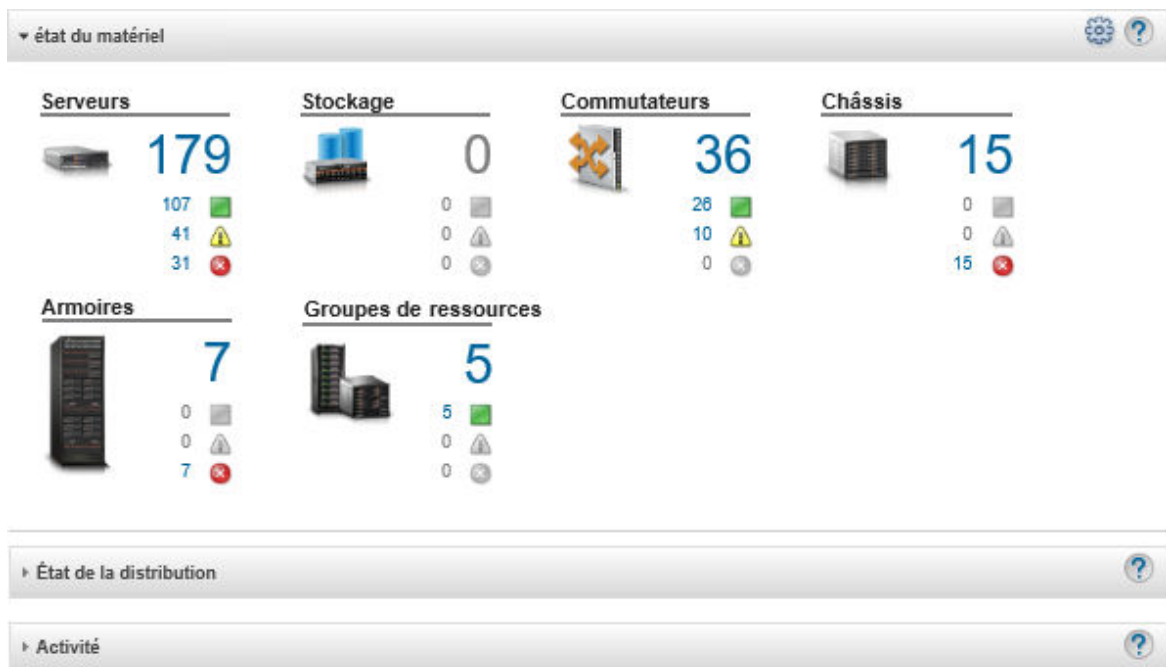 état du matériel
Serveurs
179
107
41
31
Stockage
0
0
0
0
Commutateurs
36
26
10
0
Châssis
15
0
0
15
Armoires
7
0
0
7
Groupes de ressources
5
5
0
0
État de la distribution
Activité